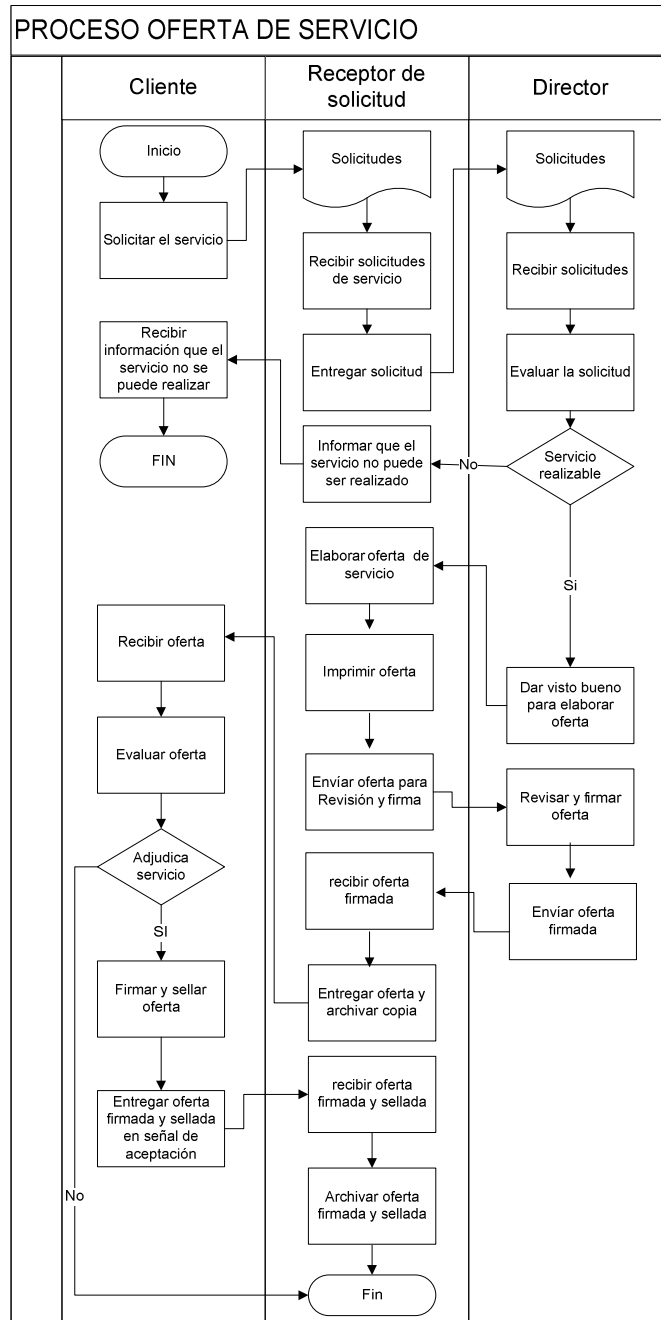 PROCESO OFERTA DE SERVICIO
Cliente
Receptor de
solicitud
Director
Inicio
Solicitudes
Solicitudes
Solicitar el servicio
Recibir solicitudes
de servicio
Recibir solicitudes
Recibir
información que el
servicio no se
puede realizar
Entregar solicitud
Evaluar la solicitud
FIN
Informar que el
servicio no puede
ser realizado
No
Servicio
realizable
Elaborar oferta de
servicio
Si
Recibir oferta
Imprimir oferta
Dar visto bueno
para elaborar
oferta
Evaluar oferta
Envíar oferta para
Revisión y firma
Revisar y firmar
oferta
Adjudica
servicio
recibir oferta
firmada
Envíar oferta
firmada
SI
Firmar y sellar
oferta
Entregar oferta y
archivar copia
Entregar oferta
firmada y sellada
en señal de
aceptación
recibir oferta
firmada y sellada
No
Archivar oferta
firmada y sellada
Fin